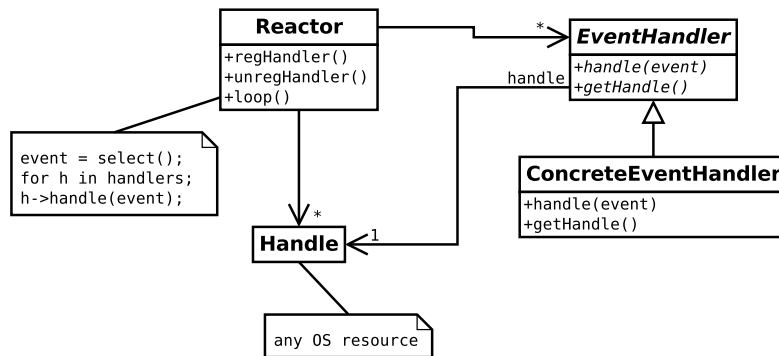 Reactor
+regHandler()
+unregHandler()
+loop()
*
EventHandler
+handle(event)
+getHandle()
handle
event = select();
for h in handlers;
h->handle(event);
ConcreteEventHandler
+handle(event)
+getHandle()
*
Handle
1
any OS resource